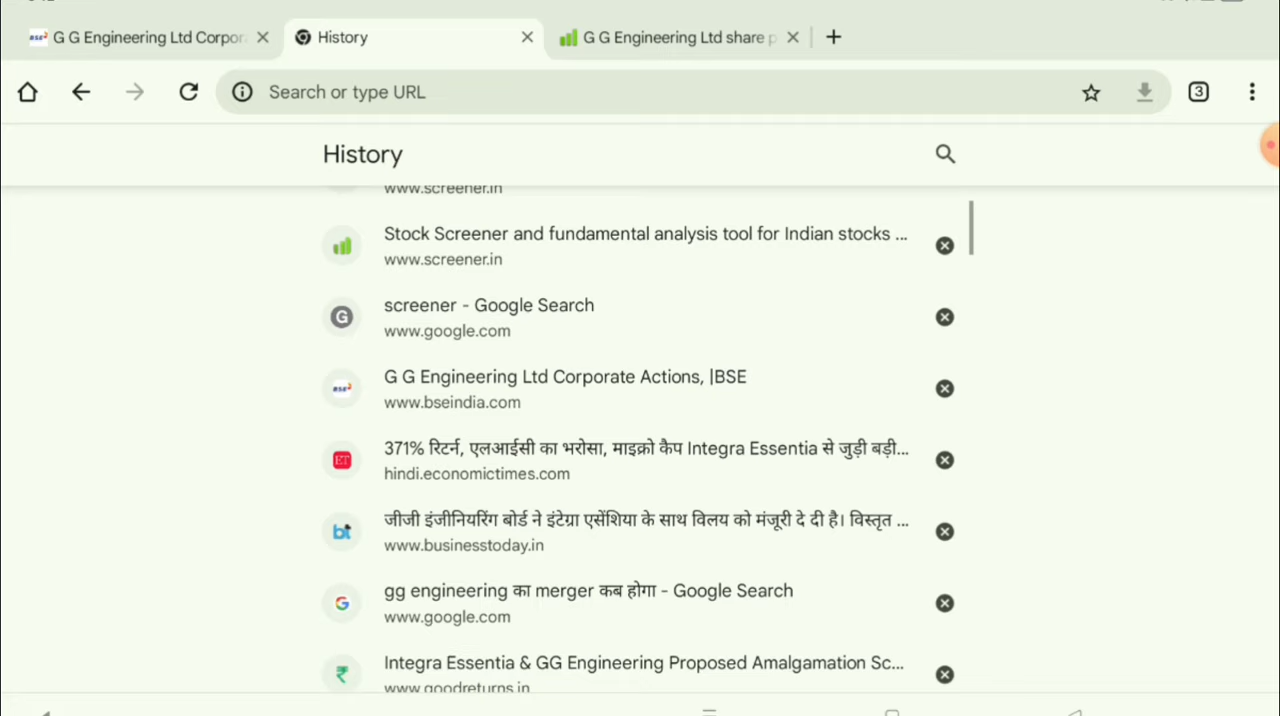 G G Engineering Ltd Corpor
History
G G Engineering Ltd share p
Search or type URL
3
History
www.screener.in
Stock Screener and fundamental analysis tool for Indian stocks ...
www.screener.in
G
screener - Google Search
www.google.com
BSE
G G Engineering Ltd Corporate Actions, |BSE
www.bseindia.com
ET
371% रिटर्न, एलआईसी का भरोसा, माइक्रो कैप Integra Essentia से जुड़ी बड़ी...
hindi.economictimes.com
bt
जीजी इंजीनियरिंग बोर्ड ने इंटेग्रा एसेंशिया के साथ विलय को मंजूरी दे दी है। विस्तृत ...
www.businesstoday.in
G
gg engineering का merger कब होगा - Google Search
www.google.com
₹
Integra Essentia & GG Engineering Proposed Amalgamation Sc...
www.goodreturns.in